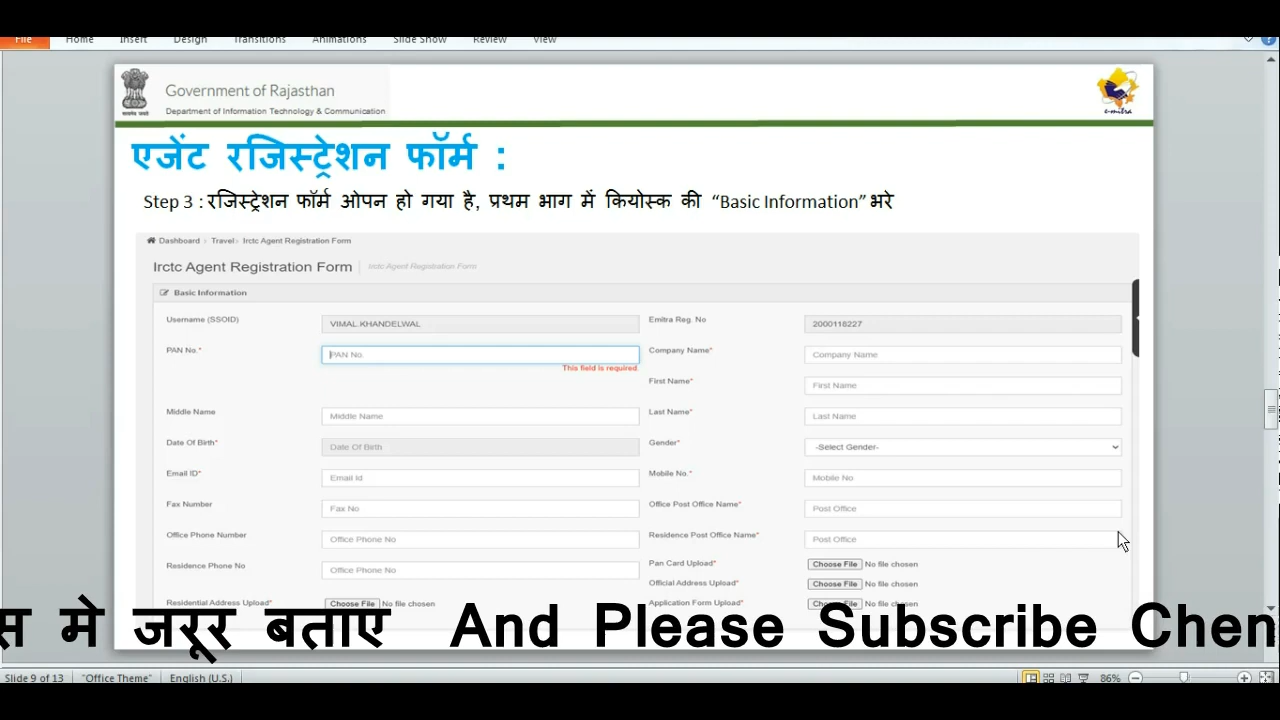 File Home Insert Design Transitions Animations Slide Show Review View
Government of Rajasthan
Department of Information Technology & Communication
e-mitra
एजेंट रजिस्ट्रेशन फॉर्म :
Step 3 : रजिस्ट्रेशन फॉर्म ओपन हो गया है, प्रथम भाग में कियोस्क की “Basic Information” भरे
Dashboard › Travel › Irctc Agent Registration Form
Irctc Agent Registration Form Irctc Agent Registration Form
Basic Information
Username (SSOID) VIMAL.KHANDELWAL Emitra Reg. No 2000116227
PAN No.* PAN No. Company Name* Company Name
This field is required
First Name* First Name
Middle Name Middle Name Last Name* Last Name
Date Of Birth* Date Of Birth Gender* -Select Gender-
Email ID* Email Id Mobile No.* Mobile No
Fax Number Fax No Office Post Office Name* Post Office
Office Phone Number Office Phone No Residence Post Office Name* Post Office
Residence Phone No Office Phone No Pan Card Upload* Choose File No file chosen
Official Address Upload* Choose File No file chosen
Residential Address Upload* Choose File No file chosen Application Form Upload* file chosen
स मे जरूर बताए And Please Subscribe Chen
Slide 9 of 13 "Office Theme" English (U.S.) 86%